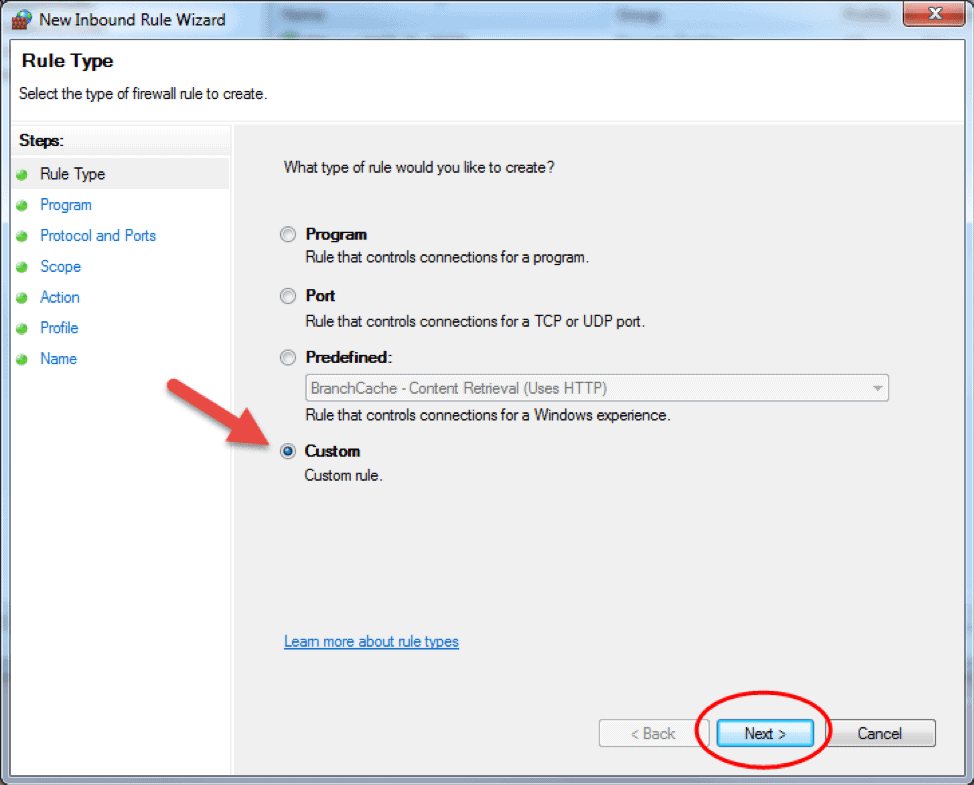 New Inbound Rule Wizard
Rule Type
Select the type of firewall rule to create.
Steps:
Rule Type
Program
Protocol and Ports
Scope
Action
Profile
Name
What type of rule would you like to create?
Program
Rule that controls connections for a program.
Port
Rule that controls connections for a TCP or UDP port.
Predefined:
BranchCache - Content Retrieval (Uses HTTP)
Rule that controls connections for a Windows experience.
Custom
Custom rule.
Learn more about rule types
< Back Next > Cancel